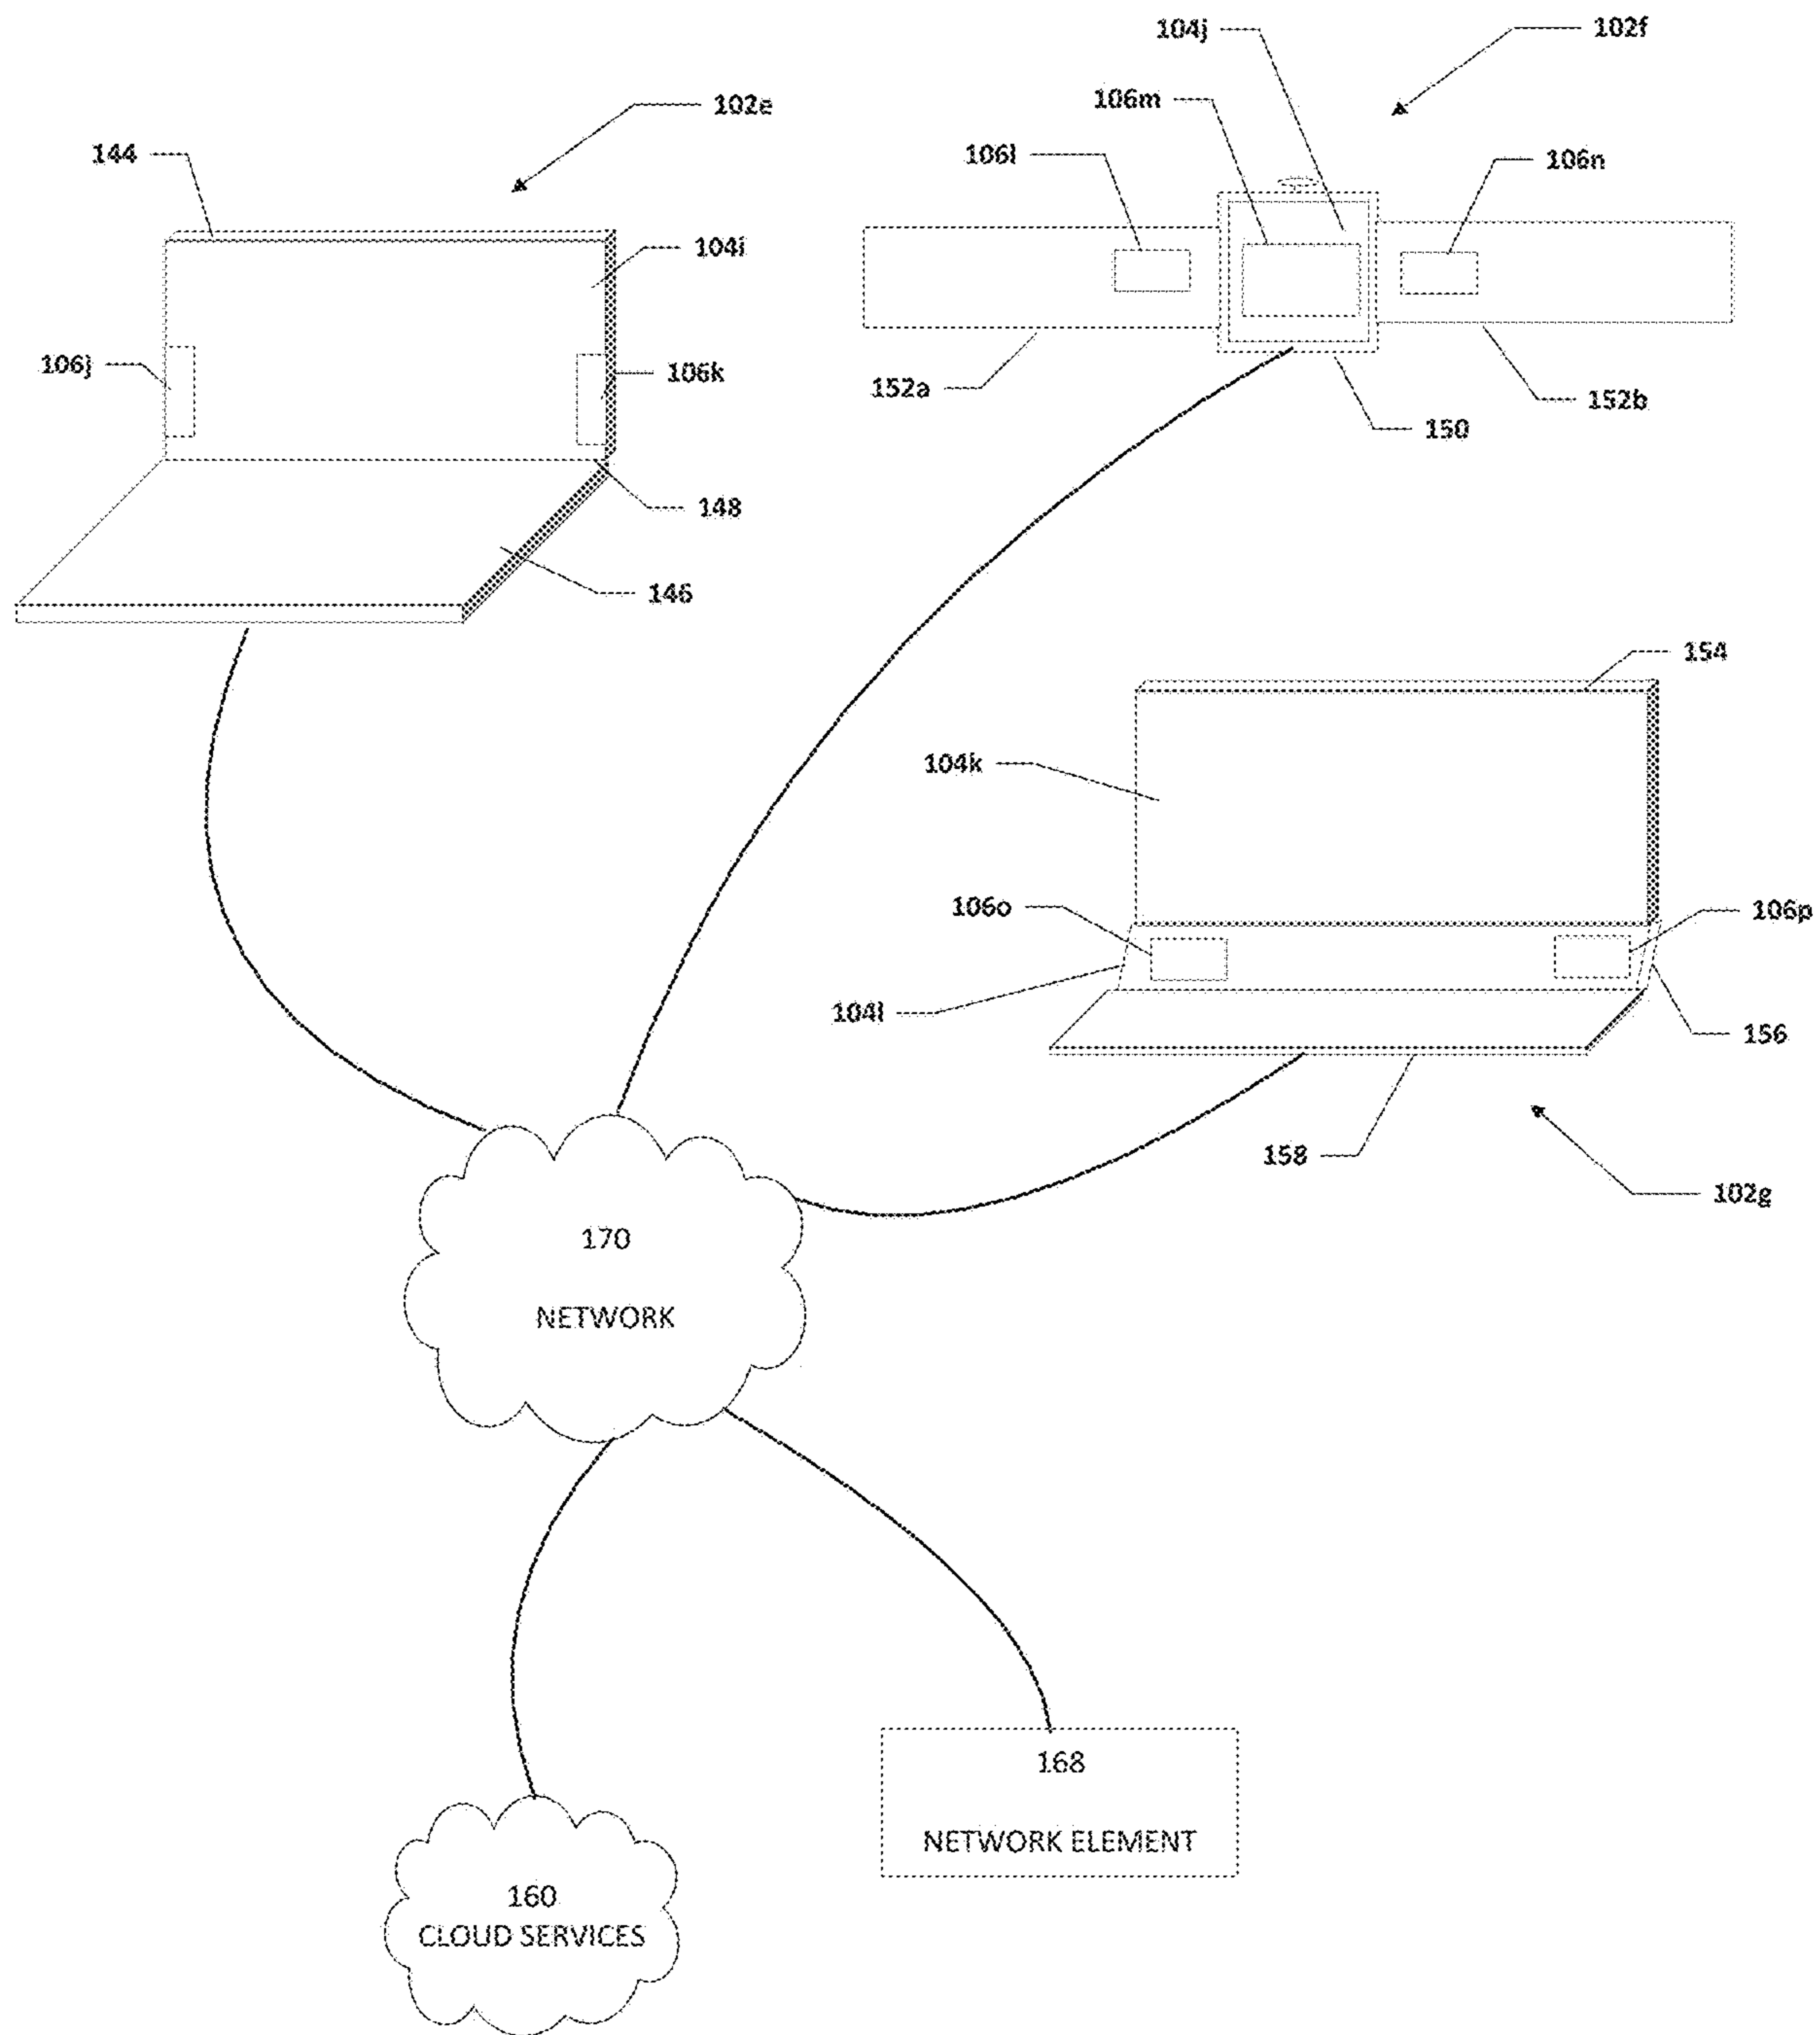 104j
102f
102e
106m
144
106l
106n
104i
106j
106k
152a
152b
150
148
146
154
104k
106o
106p
104l
156
158
102g
170
NETWORK
168
NETWORK ELEMENT
160
CLOUD SERVICES